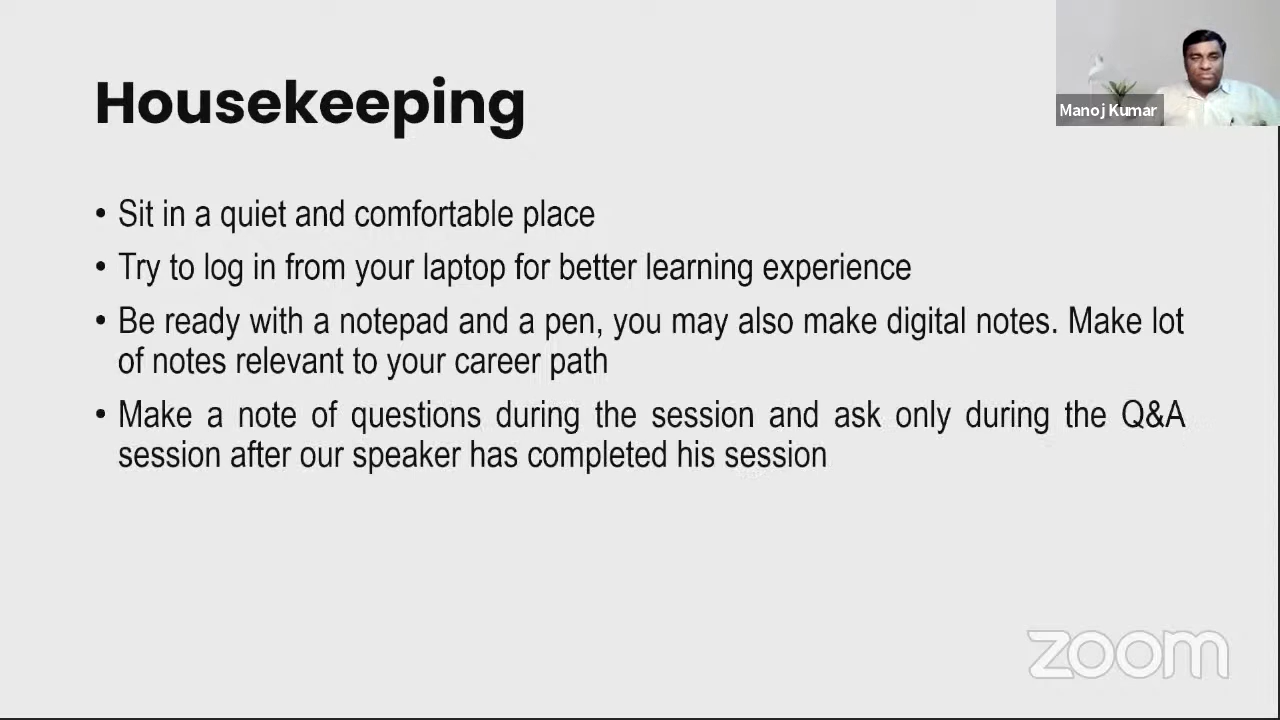 Housekeeping
Manoj Kumar
• Sit in a quiet and comfortable place
• Try to log in from your laptop for better learning experience
• Be ready with a notepad and a pen, you may also make digital notes. Make lot
of notes relevant to your career path
• Make a note of questions during the session and ask only during the Q&A
session after our speaker has completed his session
zoom